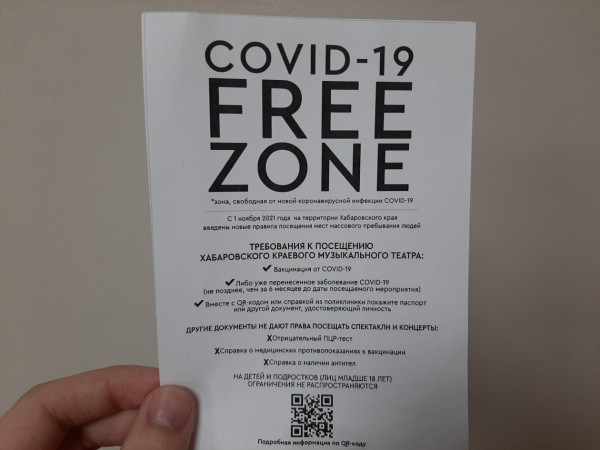 COVID-19
FREE
ZONE
*зона, свободная от новой коронавирусной инфекции COVID-19
С 1 ноября 2021 года на территории Хабаровского края
введены новые правила посещения мест массового пребывания людей
ТРЕБОВАНИЯ К ПОСЕЩЕНИЮ
ХАБАРОВСКОГО КРАЕВОГО МУЗЫКАЛЬНОГО ТЕАТРА:
✓ Вакцинация от COVID-19
✓ Либо уже перенесенное заболевание COVID-19
(не позднее, чем за 6 месяцев до даты посещаемого мероприятия)
✓ Вместе с QR-кодом или справкой из поликлиники покажите паспорт
или другой документ, удостоверяющий личность
ДРУГИЕ ДОКУМЕНТЫ НЕ ДАЮТ ПРАВА ПОСЕЩАТЬ СПЕКТАКЛИ И КОНЦЕРТЫ:
X Отрицательный ПЦР-тест
X Справка о медицинских противопоказаниях к вакцинации
X Справка о наличии антител
НА ДЕТЕЙ И ПОДРОСТКОВ (ЛИЦ МЛАДШЕ 18 ЛЕТ)
ОГРАНИЧЕНИЯ НЕ РАСПРОСТРАНЯЮТСЯ
Подробная информация по QR-коду